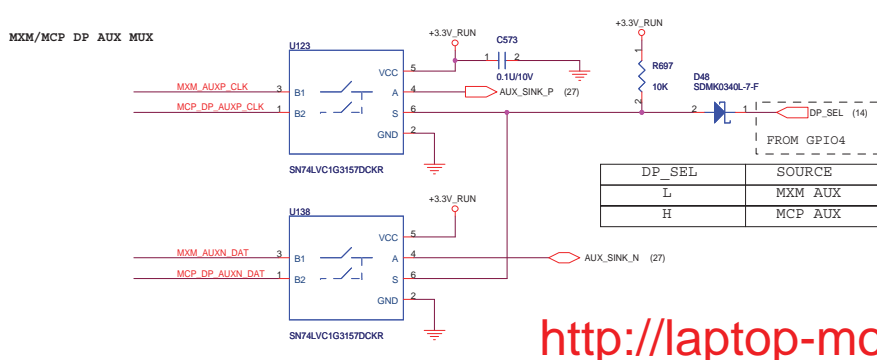 MXM/MCP DP AUX MUX
+3.3V_RUN
+3.3V_RUN
U123
C573
1 2
0.1U/10V
R697
10K
1
2
D48
SDMK0340L-7-F
MXM_AUXP_CLK 3 B1
MCP_DP_AUXP_CLK 1 B2
VCC 5
A 4 AUX_SINK_P (27)
S 6
GND 2
2 1 DP_SEL (14)
FROM GPIO4
SN74LVC1G3157DCKR
DP_SEL SOURCE
L MXM AUX
H MCP AUX
+3.3V_RUN
U138
MXM_AUXN_DAT 3 B1
MCP_DP_AUXN_DAT 1 B2
VCC 5
A 4 AUX_SINK_N (27)
S 6
GND 2
SN74LVC1G3157DCKR
http://laptop-mo